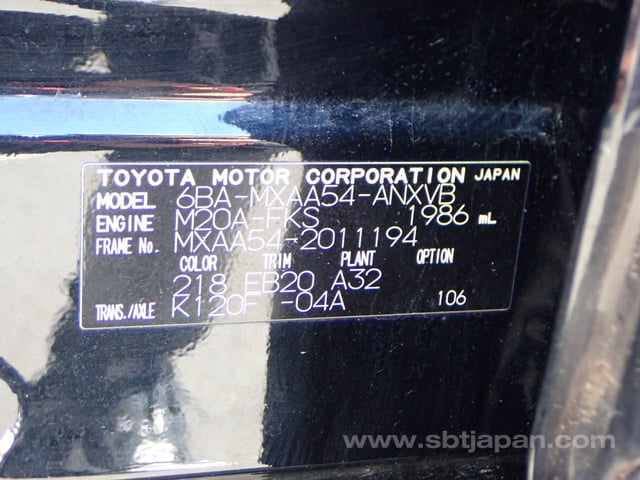 TOYOTA MOTOR CORPORATION JAPAN
MODEL 6BA-MXAA54-ANXVB
ENGINE M20A-FKS 1986 mL
FRAME No. MXAA54-2011194
COLOR TRIM PLANT OPTION
218 EB20 A32
TRANS./AXLE K120F -04A 106
www.sbtjapan.com